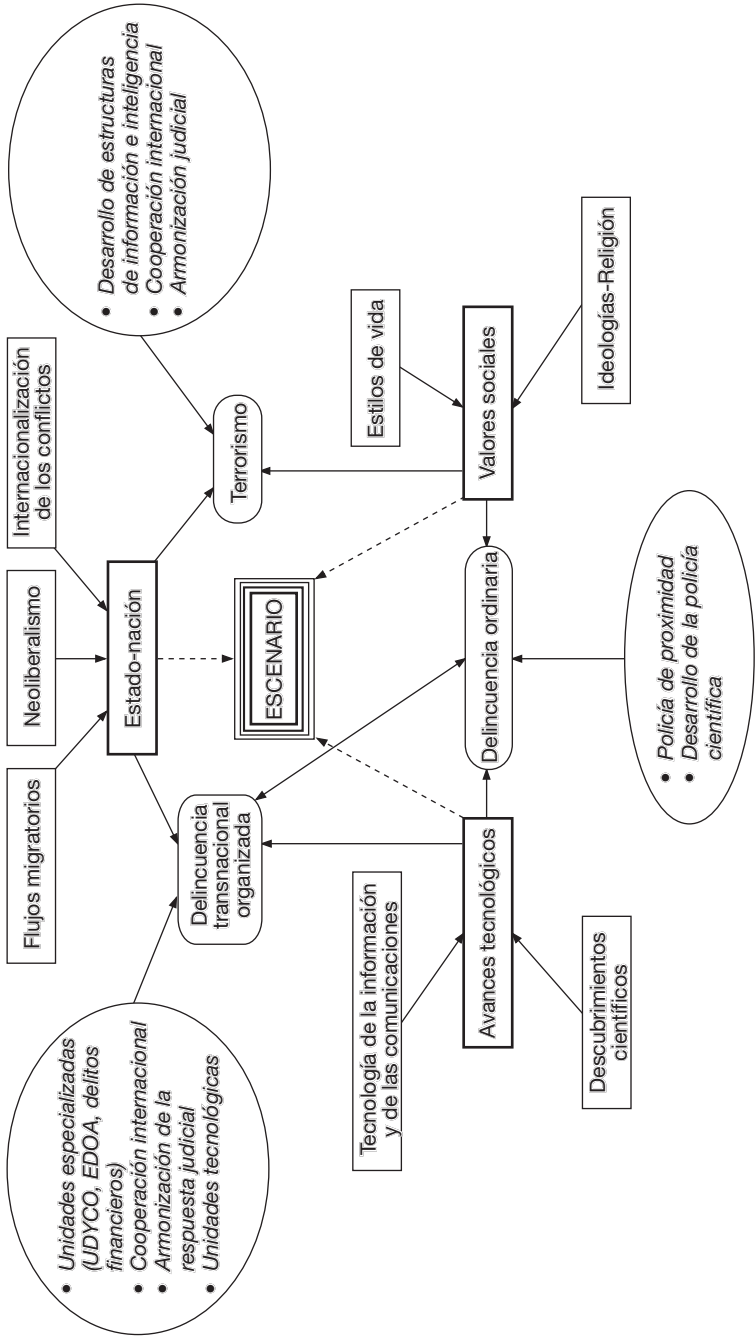 Flujos migratorios
Neoliberalismo
Internacionalización
de los conflictos
• Unidades especializadas
(UDYCO, EDOA, delitos
financieros)
• Cooperación internacional
• Armonización de la
respuesta judicial
• Unidades tecnológicas
Estado-nación
• Desarrollo de estructuras
de información e inteligencia
• Cooperación internacional
• Armonización judicial
Delincuencia
transnacional
organizada
Terrorismo
ESCENARIO
Tecnología de la información
y de las comunicaciones
Estilos de vida
Avances tecnológicos
Delincuencia ordinaria
Valores sociales
Descubrimientos
científicos
Ideologías-Religión
• Policía de proximidad
• Desarrollo de la policía
científica